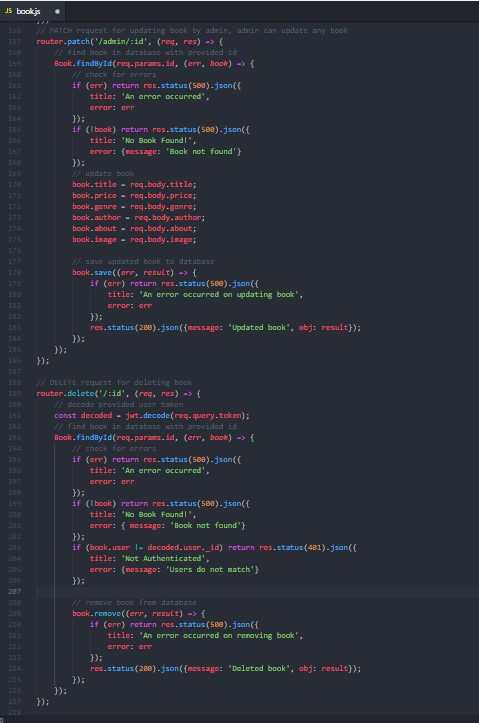 JS book.js
156 // PATCH request for updating book by admin, admin can update any book
157 router.patch('/admin/:id', (req, res) => {
158 // find book in database with provided id
159 Book.findById(req.params.id, (err, book) => {
160 // check for errors
161 if (err) return res.status(500).json({
162 title: 'An error occurred',
163 error: err
164 });
165 if (!book) return res.status(500).json({
166 title: 'No Book Found!',
167 error: {message: 'Book not found'}
168 });
169 // update book
170 book.title = req.body.title;
171 book.price = req.body.price;
172 book.genre = req.body.genre;
173 book.author = req.body.author;
174 book.about = req.body.about;
175 book.image = req.body.image;
176
177 // save updated book to database
178 book.save((err, result) => {
179 if (err) return res.status(500).json({
180 title: 'An error occurred on updating book',
181 error: err
182 });
183 res.status(200).json({message: 'Updated book', obj: result});
184 });
185 });
186 });
187
188 // DELETE request for deleting book
189 router.delete('/:id', (req, res) => {
190 // decode provided user token
191 const decoded = jwt.decode(req.query.token);
192 // find book in database with provided id
193 Book.findById(req.params.id, (err, book) => {
194 // check for errors
195 if (err) return res.status(500).json({
196 title: 'An error occurred',
197 error: err
198 });
199 if (!book) return res.status(500).json({
200 title: 'No Book Found!',
201 error: { message: 'Book not found'}
202 });
203 if (book.user != decoded.user._id) return res.status(401).json({
204 title: 'Not Authenticated',
205 error: {message: 'Users do not match'}
206 });
207
208 // remove book from database
209 book.remove((err, result) => {
210 if (err) return res.status(500).json({
211 title: 'An error occurred on removing book',
212 error: err
213 });
214 res.status(200).json({message: 'Deleted book', obj: result});
215 });
216 });
217 });
218